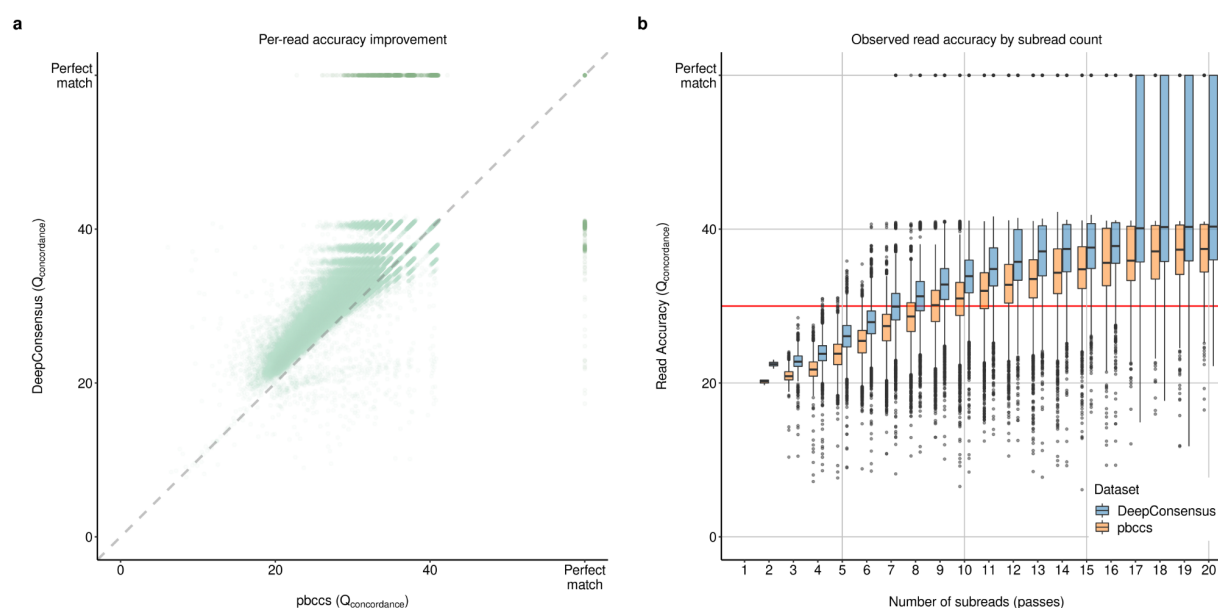 a
Per-read accuracy improvement
Perfect
match
40
20
0
DeepConsensus (Qconcordance)
0
20
40
Perfect
match
pbccs (Qconcordance)
b
Observed read accuracy by subread count
Perfect
match
40
20
0
Read Accuracy (Qconcordance)
Dataset
DeepConsensus
pbccs
1 2 3 4 5 6 7 8 9 10 11 12 13 14 15 16 17 18 19 20
Number of subreads (passes)